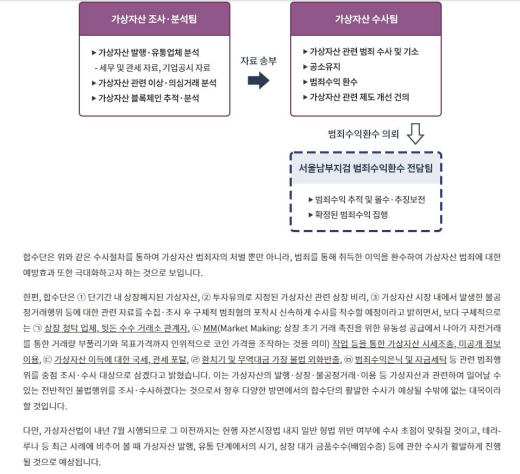 가상자산 조사·분석팀
▶ 가상자산 발행·유통업체 분석
- 세무 및 관세 자료, 기업공시 자료
▶ 가상자산 관련 이상·의심거래 분석
▶ 가상자산 블록체인 추적·분석
자료 송부
가상자산 수사팀
▶ 가상자산 관련 범죄 수사 및 기소
▶ 공소유지
▶ 범죄수익 환수
▶ 가상자산 관련 제도 개선 건의
범죄수익환수 의뢰
서울남부지검 범죄수익환수 전담팀
▶ 범죄수익 추적 및 몰수·추징보전
▶ 확정된 범죄수익 집행
합수단은 위와 같은 수사절차를 통하여 가상자산 범죄자의 처벌 뿐만 아니라, 범죄를 통해 취득한 이익을 환수하여 가상자산 범죄에 대한
예방효과 또한 극대화하고자 하는 것으로 보입니다.
한편, 합수단은 ① 단기간 내 상장폐지된 가상자산, ② 투자유의로 지정된 가상자산 관련 상장 비리, ③ 가상자산 시장 내에서 발생한 불공
정거래행위 등에 대한 관련 자료를 수집·조사 후 구체적 범죄혐의 포착시 신속하게 수사를 착수할 예정이라고 밝히면서, 보다 구체적으로
는 ㉠ 상장 청탁 업체, 뒷돈 수수 거래소 관계자, ㉡ MM(Market Making: 상장 초기 거래 촉진을 위한 유동성 공급에서 나아가 자전거래
를 통한 거래량 부풀리기와 목표가격까지 인위적으로 코인 가격을 조작하는 것을 의미) 작업 등을 통한 가상자산 시세조종, 미공개 정보
이용, ㉢ 가상자산 이득에 대한 국세, 관세 포탈, ㉣ 환치기 및 무역대금 가장 불법 외화반출, ㉤ 범죄수익은닉 및 자금세탁 등 관련 범죄행
위를 중점 조사·수사 대상으로 삼겠다고 밝혔습니다. 이는 가상자산의 발행·상장·불공정거래·이용 등 가상자산과 관련하여 일어날 수
있는 전반적인 불법행위를 조사·수사하겠다는 것으로서 향후 다양한 방면에서의 합수단의 활발한 수사가 예상될 수밖에 없는 대목이라
할 것입니다.
다만, 가상자산법이 내년 7월 시행되므로 그 이전까지는 현행 자본시장법 내지 일반 형법 위반 여부에 수사 초점이 맞춰질 것이고, 테라-
루나 등 최근 사례에 비추어 볼 때 가상자산 발행, 유통 단계에서의 사기, 상장 대가 금품수수(배임수증) 등에 관한 수사가 활발하게 진행
될 것으로 예상됩니다.